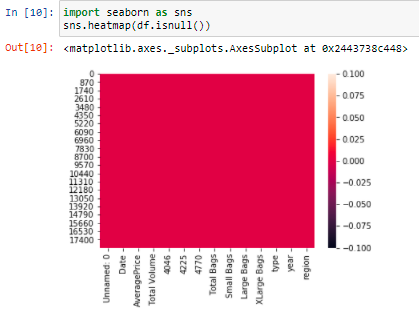 In [10]: import seaborn as sns
sns.heatmap(df.isnull())
Out[10]: <matplotlib.axes._subplots.AxesSubplot at 0x2443738c448>
0
870
1740
2610
3480
4350
5220
6090
6960
7830
8700
9570
10440
11310
12180
13050
13920
14790
15660
16530
17400
0.100
0.075
0.050
0.025
0.000
−0.025
−0.050
−0.075
−0.100
Unnamed: 0
Date
AveragePrice
Total Volume
4046
4225
4770
Total Bags
Small Bags
Large Bags
XLarge Bags
type
year
region